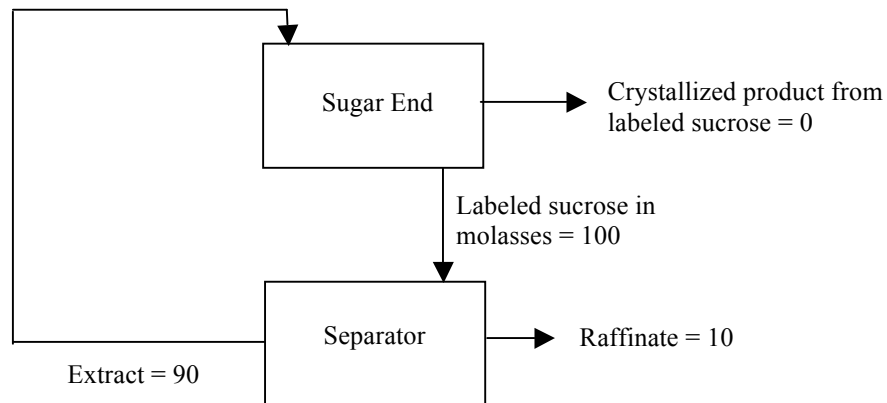 Sugar End
Crystallized product from
labeled sucrose = 0
Labeled sucrose in
molasses = 100
Separator
Raffinate = 10
Extract = 90